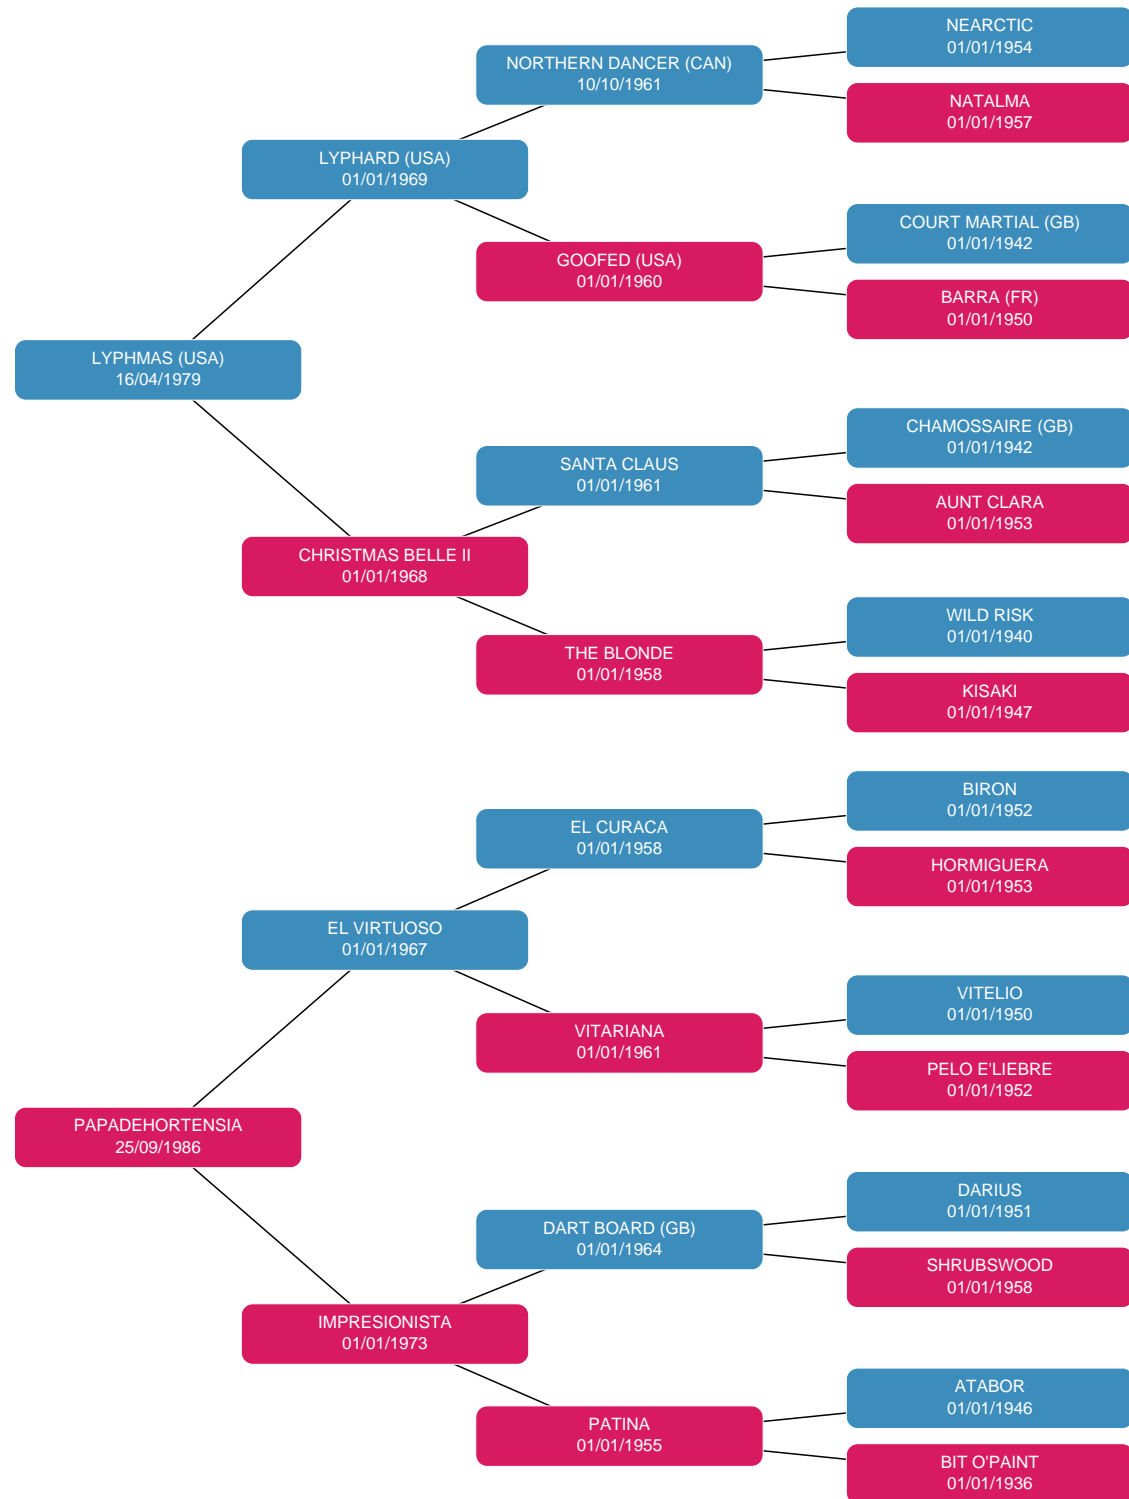 NEARCTIC
01/01/1954
NORTHERN DANCER (CAN)
10/10/1961
NATALMA
01/01/1957
LYPHARD (USA)
01/01/1969
COURT MARTIAL (GB)
01/01/1942
GOOFED (USA)
01/01/1960
BARRA (FR)
01/01/1950
LYPHMAS (USA)
16/04/1979
CHAMOSSAIRE (GB)
01/01/1942
SANTA CLAUS
01/01/1961
AUNT CLARA
01/01/1953
CHRISTMAS BELLE II
01/01/1968
WILD RISK
01/01/1940
THE BLONDE
01/01/1958
KISAKI
01/01/1947
BIRON
01/01/1952
EL CURACA
01/01/1958
HORMIGUERA
01/01/1953
EL VIRTUOSO
01/01/1967
VITELIO
01/01/1950
VITARIANA
01/01/1961
PELO E'LIEBRE
01/01/1952
PAPADEHORTENSIA
25/09/1986
DARIUS
01/01/1951
DART BOARD (GB)
01/01/1964
SHRUBSWOOD
01/01/1958
IMPRESIONISTA
01/01/1973
ATABOR
01/01/1946
PATINA
01/01/1955
BIT O'PAINT
01/01/1936